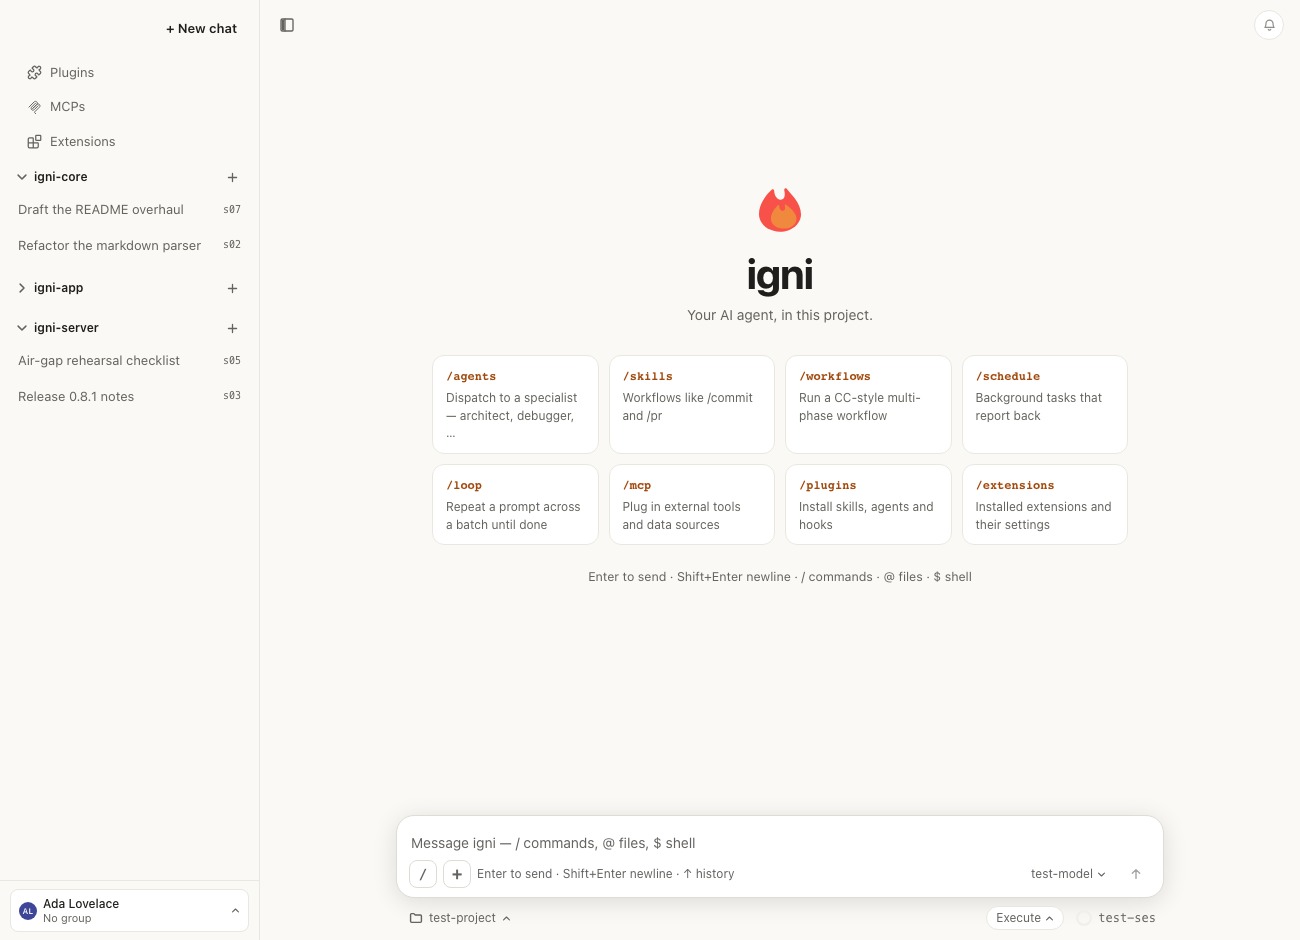 + New chat
Plugins
MCPs
Extensions
igni-core
Draft the README overhaul s07
Refactor the markdown parser s02
igni-app
igni-server
Air-gap rehearsal checklist s05
Release 0.8.1 notes s03
AL
Ada Lovelace
No group
igni
Your AI agent, in this project.
/agents
Dispatch to a specialist
— architect, debugger,
…
/skills
Workflows like /commit
and /pr
/workflows
Run a CC-style multi-
phase workflow
/schedule
Background tasks that
report back
/loop
Repeat a prompt across
a batch until done
/mcp
Plug in external tools
and data sources
/plugins
Install skills, agents and
hooks
/extensions
Installed extensions and
their settings
Enter to send · Shift+Enter newline · / commands · @ files · $ shell
Message igni — / commands, @ files, $ shell
/ + Enter to send · Shift+Enter newline · ↑ history test-model ↑
test-project Execute test-ses